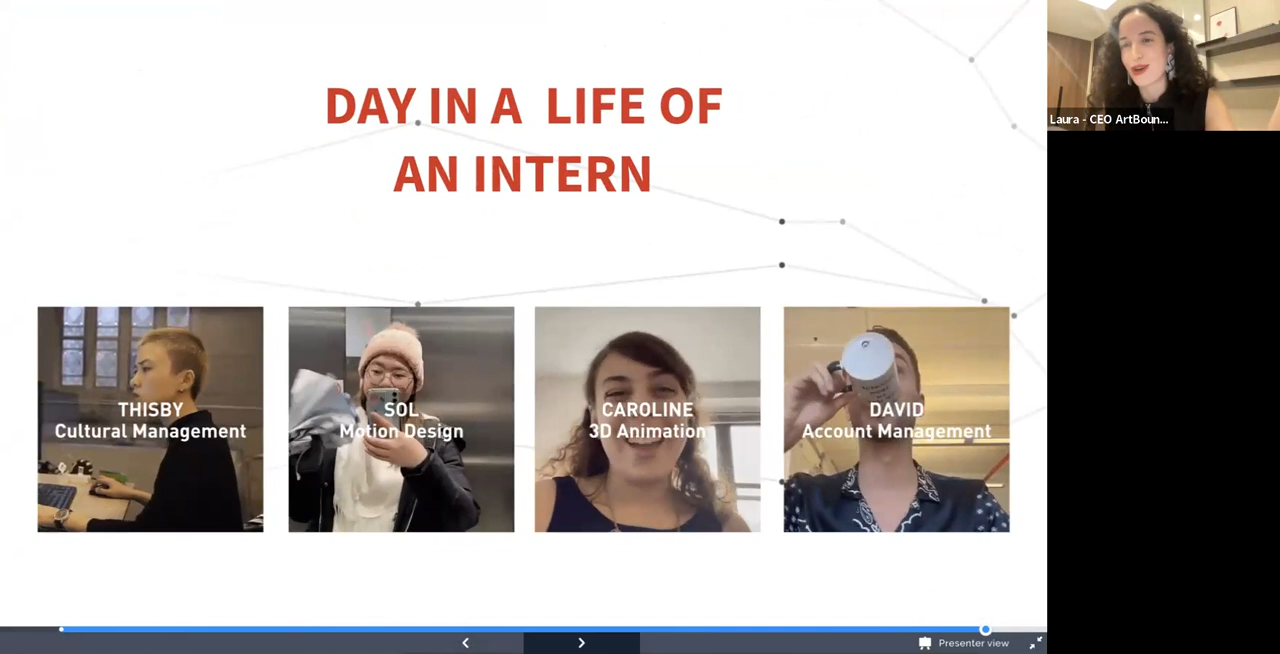 DAY IN A LIFE OF
AN INTERN
Laura - CEO ArtBoun...
THISBY
Cultural Management
SOL
Motion Design
CAROLINE
3D Animation
DAVID
Account Management
Presenter view